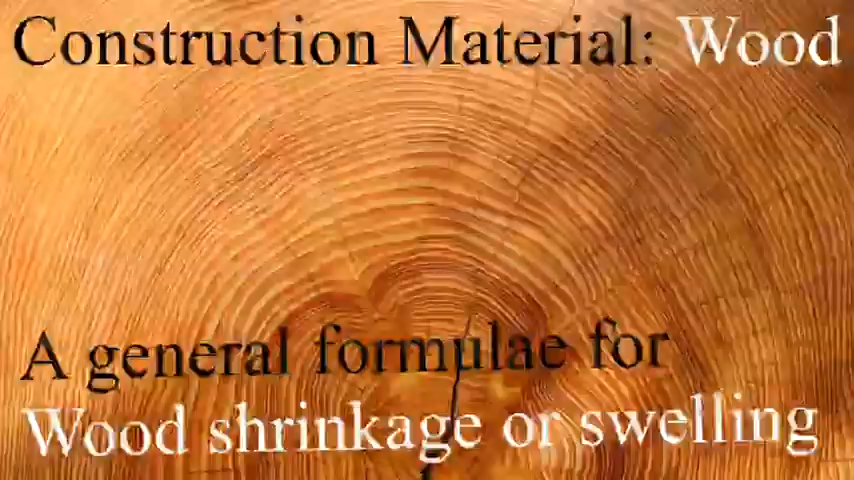 Construction Material: Wood
A general formulae for
Wood shrinkage or swelling